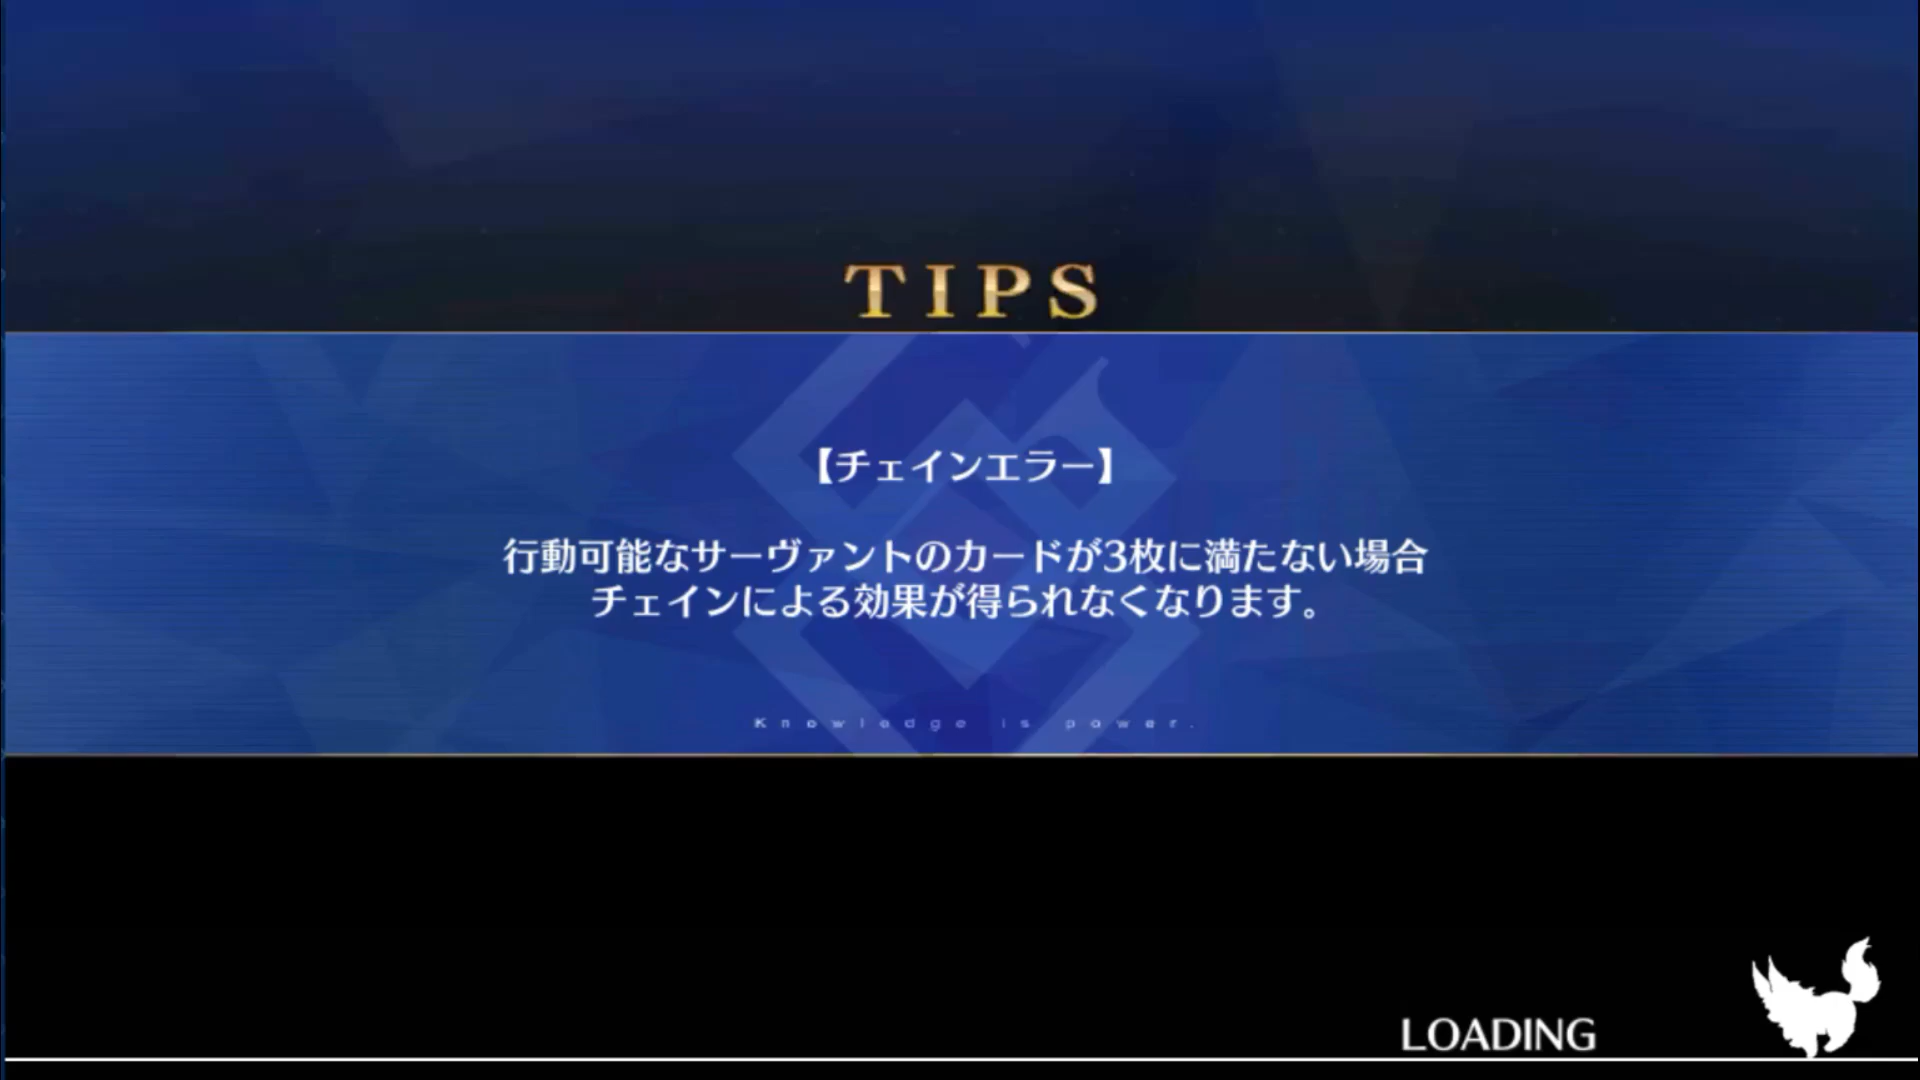 TIPS
【チェインエラー】
行動可能なサーヴァントのカードが3枚に満たない場合
チェインによる効果が得られなくなります。
Knowledge is power.
LOADING